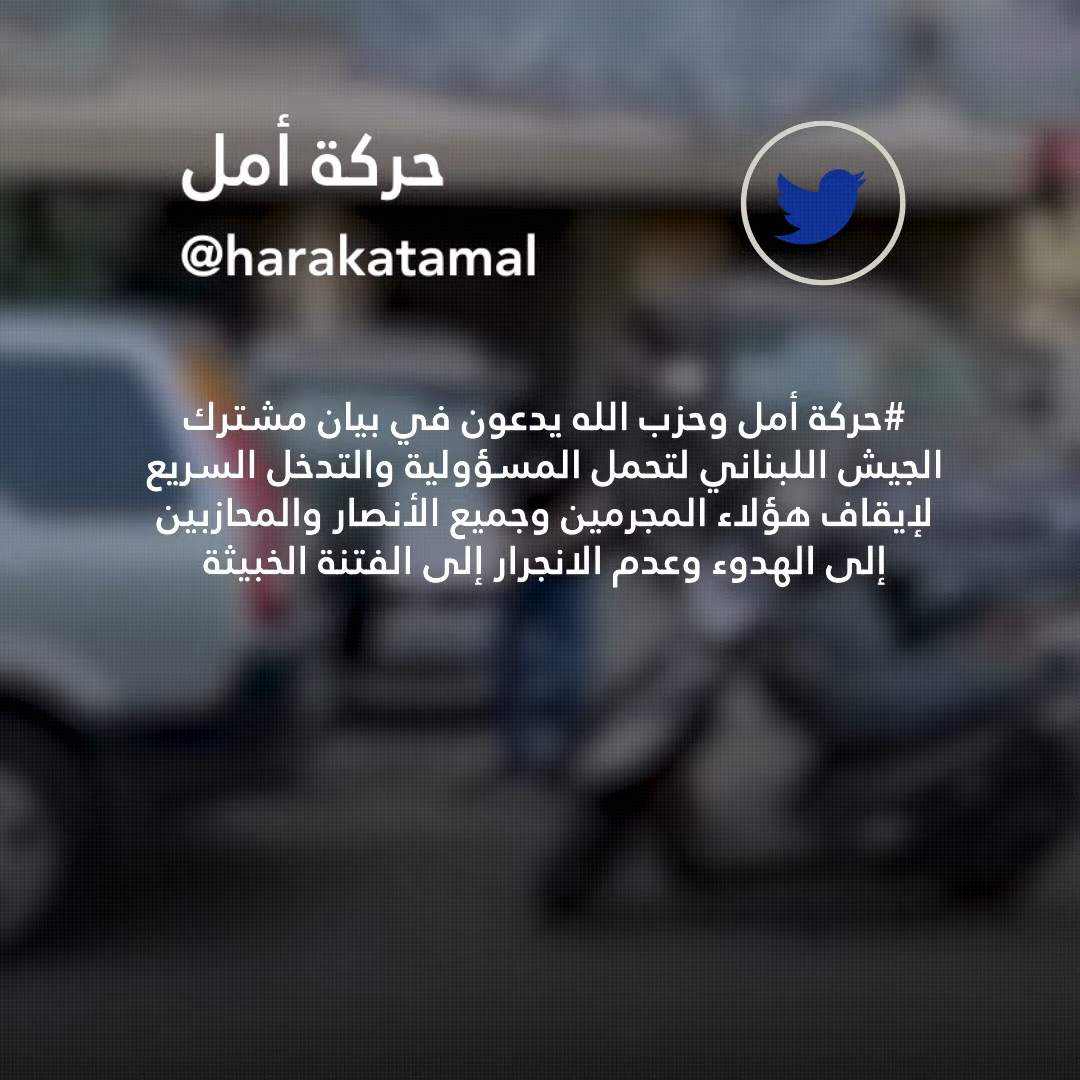 حركة أمل
@harakatamal
#حركة أمل وحزب الله يدعون في بيان مشترك
الجيش اللبناني لتحمل المسؤولية والتدخل السريع
لإيقاف هؤلاء المجرمين وجميع الأنصار والمحازبين
إلى الهدوء وعدم الانجرار إلى الفتنة الخبيثة